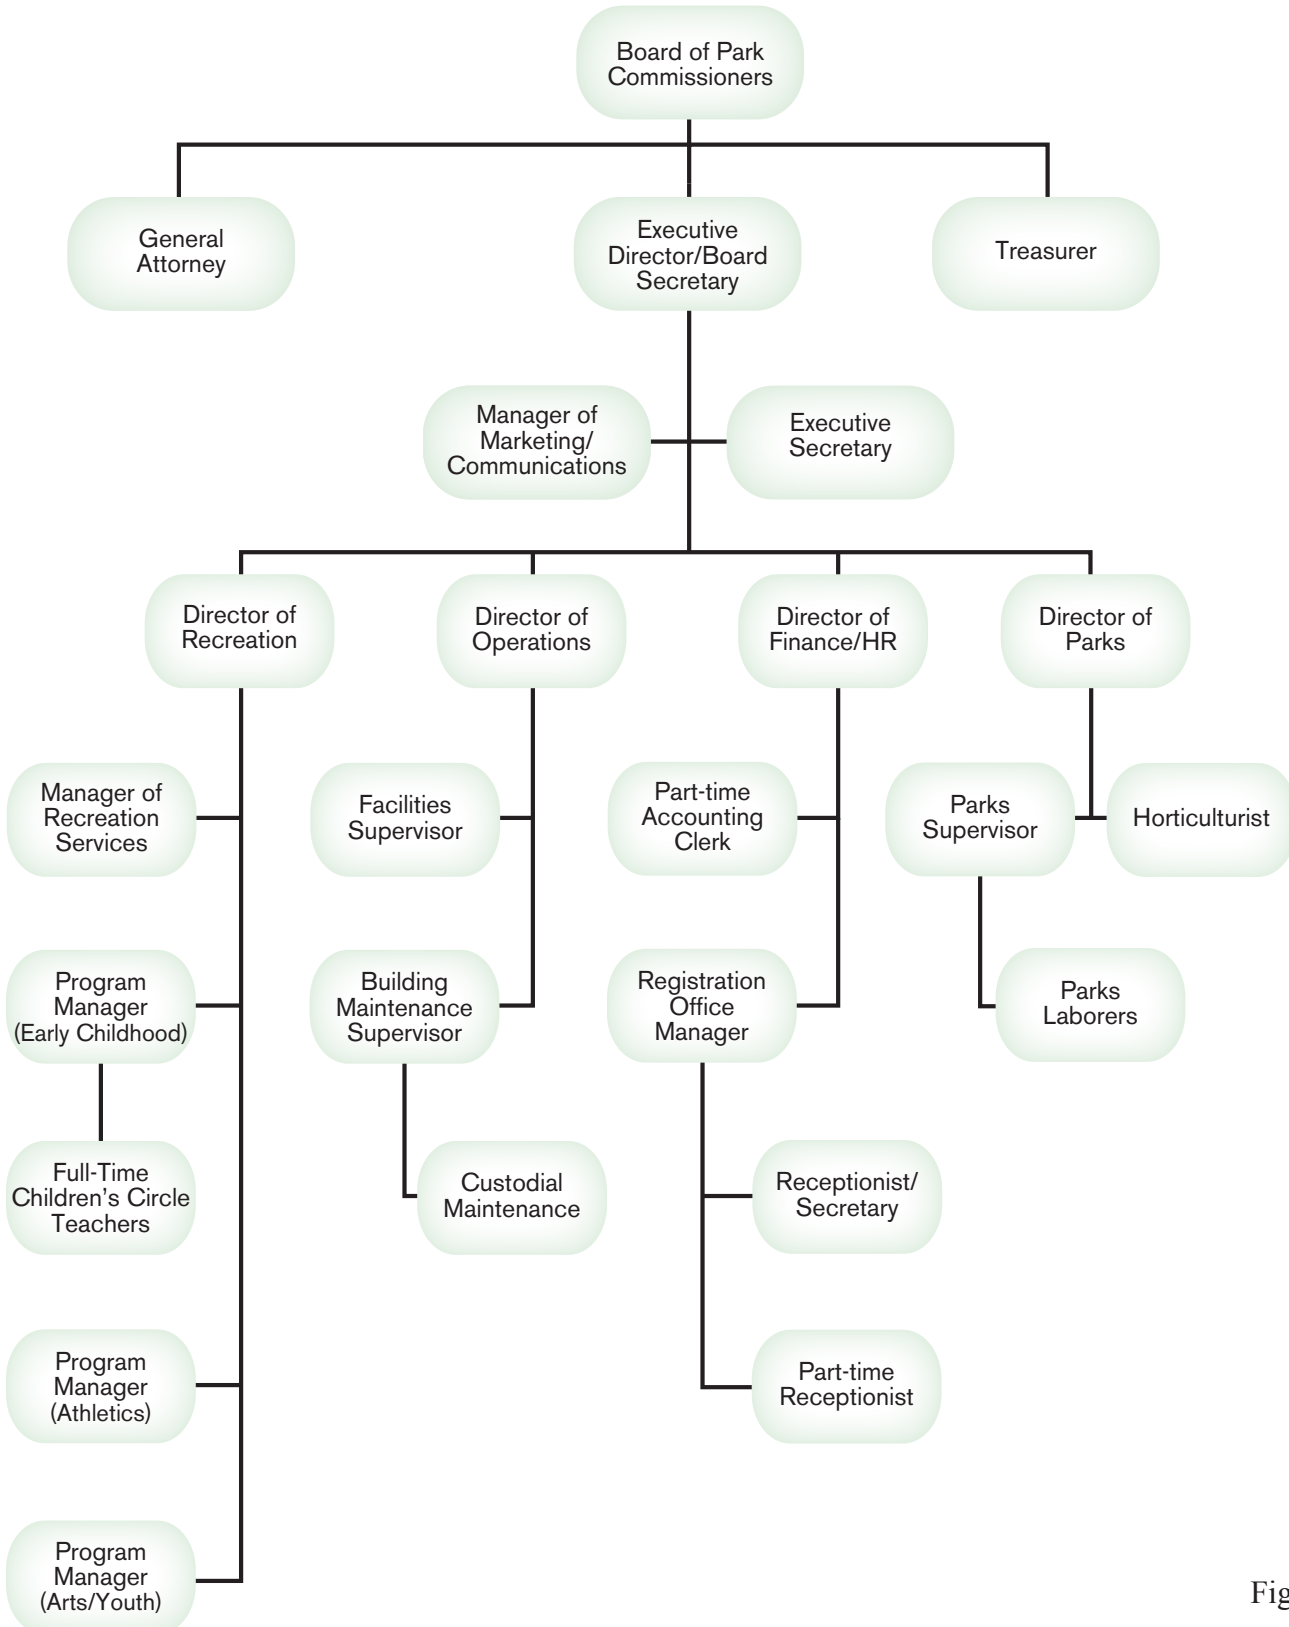 Board of Park
Commissioners
General
Attorney
Executive
Director/Board
Secretary
Treasurer
Manager of
Marketing/
Communications
Executive
Secretary
Director of
Recreation
Director of
Operations
Director of
Finance/HR
Director of
Parks
Manager of
Recreation
Services
Facilities
Supervisor
Part-time
Accounting
Clerk
Parks
Supervisor
Horticulturist
Program
Manager
(Early Childhood)
Building
Maintenance
Supervisor
Registration
Office
Manager
Parks
Laborers
Full-Time
Children’s Circle
Teachers
Custodial
Maintenance
Receptionist/
Secretary
Program
Manager
(Athletics)
Part-time
Receptionist
Program
Manager
(Arts/Youth)
Fig